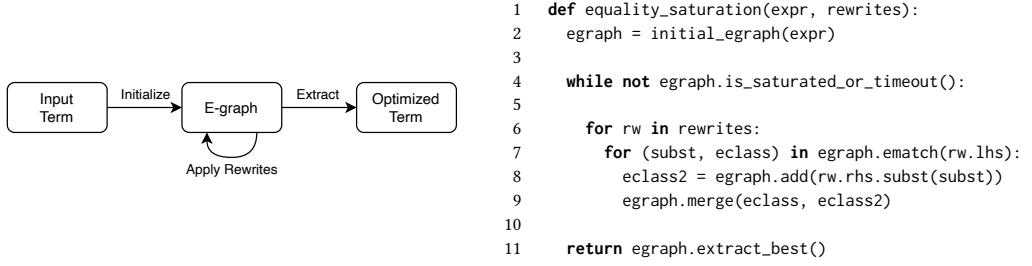 Input
Term
Initialize
E-graph
Apply Rewrites
Extract
Optimized
Term
1 def equality_saturation(expr, rewrites):
2 egraph = initial_egraph(expr)
3
4 while not egraph.is_saturated_or_timeout():
5
6 for rw in rewrites:
7 for (subst, eclass) in egraph.ematch(rw.lhs):
8 eclass2 = egraph.add(rw.rhs.subst(subst))
9 egraph.merge(eclass, eclass2)
10
11 return egraph.extract_best()